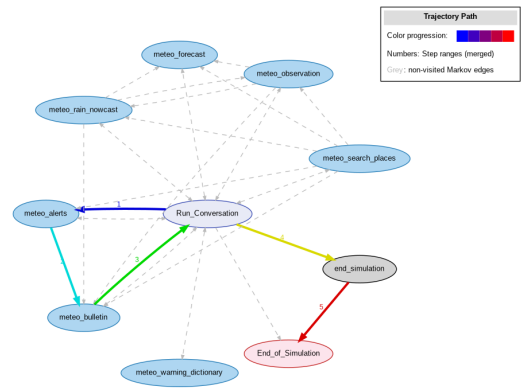 Trajectory Path
Color progression:
Numbers: Step ranges (merged)
Grey: non-visited Markov edges
meteo_forecast
meteo_observation
meteo_rain_nowcast
meteo_search_places
meteo_alerts
1
Run_Conversation
2
3
4
end_simulation
meteo_bulletin
5
End_of_Simulation
meteo_warning_dictionary